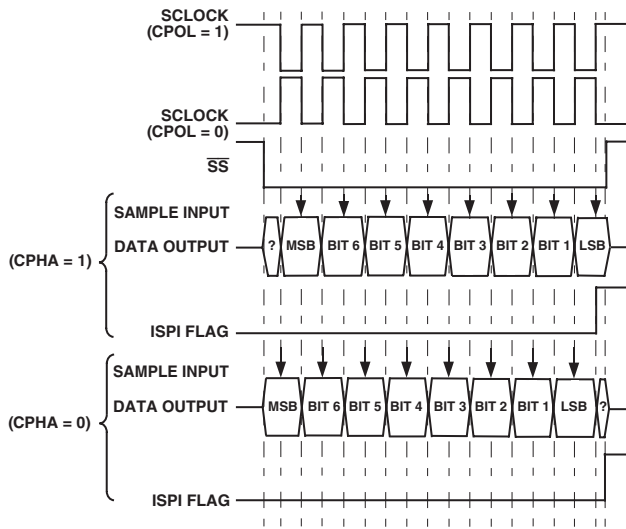 SCLOCK
(CPOL = 1)
SCLOCK
(CPOL = 0)
SS
(CPHA = 1)
SAMPLE INPUT
DATA OUTPUT
? MSB BIT 6 BIT 5 BIT 4 BIT 3 BIT 2 BIT 1 LSB
ISPI FLAG
(CPHA = 0)
SAMPLE INPUT
DATA OUTPUT
MSB BIT 6 BIT 5 BIT 4 BIT 3 BIT 2 BIT 1 LSB ?
ISPI FLAG